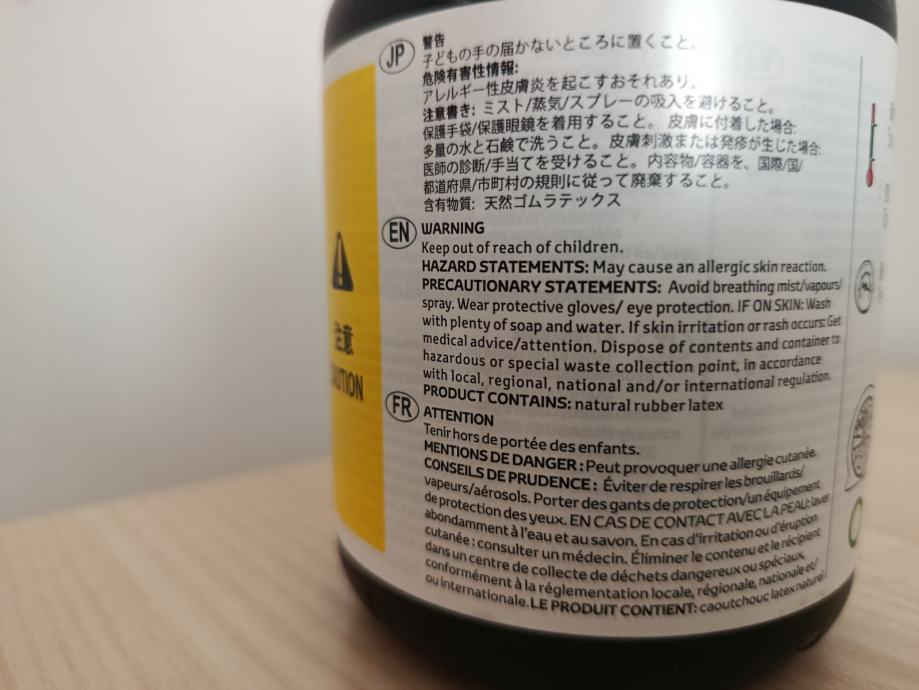 JP
警告
子どもの手の届かないところに置くこと。
危険有害性情報:
アレルギー性皮膚炎を起こすおそれあり。
注意書き: ミスト/蒸気/スプレーの吸入を避けること。
保護手袋/保護眼鏡を着用すること。 皮膚に付着した場合:
多量の水と石鹸で洗うこと。皮膚刺激または発疹が生じた場合:
医師の診断/手当てを受けること。内容物/容器を、国際/国/
都道府県/市町村の規則に従って廃棄すること。
含有物質: 天然ゴムラテックス
EN
WARNING
Keep out of reach of children.
HAZARD STATEMENTS: May cause an allergic skin reaction.
PRECAUTIONARY STATEMENTS: Avoid breathing mist/vapours/
spray. Wear protective gloves/ eye protection. IF ON SKIN: Wash
with plenty of soap and water. If skin irritation or rash occurs: Get
medical advice/attention. Dispose of contents and container to
hazardous or special waste collection point, in accordance
with local, regional, national and/or international regulation.
PRODUCT CONTAINS: natural rubber latex
注意
CAUTION
FR
ATTENTION
Tenir hors de portée des enfants.
MENTIONS DE DANGER : Peut provoquer une allergie cutanée.
CONSEILS DE PRUDENCE : Éviter de respirer les brouillards/
vapeurs/aérosols. Porter des gants de protection/un équipement
de protection des yeux. EN CAS DE CONTACT AVEC LA PEAU: laver
abondamment à l'eau et au savon. En cas d'irritation ou d'éruption
cutanée : consulter un médecin. Éliminer le contenu et le récipient
dans un centre de collecte de déchets dangereux ou spéciaux,
conformément à la réglementation locale, régionale, nationale et/
ou internationale. LE PRODUIT CONTIENT: caoutchouc latex naturel